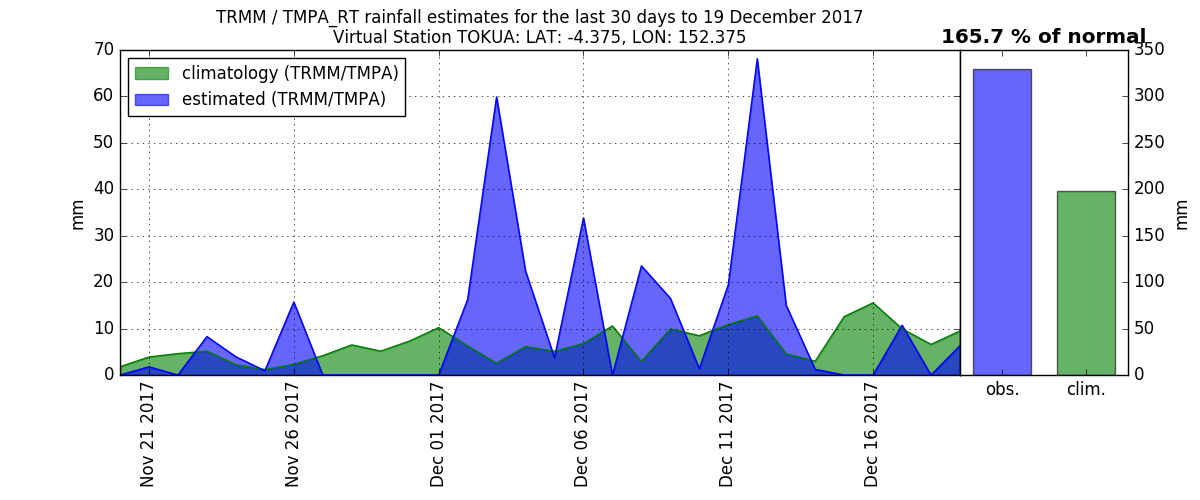 TRMM / TMPA_RT rainfall estimates for the last 30 days to 19 December 2017
Virtual Station TOKUA: LAT: -4.375, LON: 152.375
165.7 % of normal
climatology (TRMM/TMPA)
estimated (TRMM/TMPA)
70
60
50
40
30
20
10
0
mm
350
300
250
200
150
100
50
0
mm
Nov 21 2017
Nov 26 2017
Dec 01 2017
Dec 06 2017
Dec 11 2017
Dec 16 2017
obs.
clim.